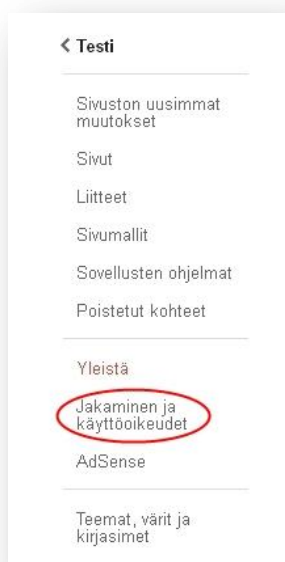 Testi
Sivuston uusimmat
muutokset
Sivut
Liitteet
Sivumallit
Sovellusten ohjelmat
Poistetut kohteet
Yleistä
Jakaminen ja
käyttöoikeudet
AdSense
Teemat, värit ja
kirjasimet